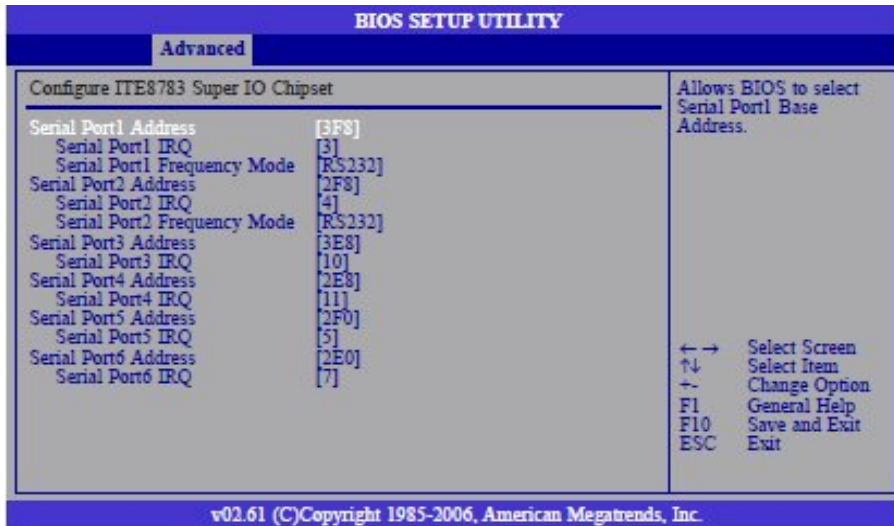 BIOS SETUP UTILITY
Advanced
Configure ITE8783 Super IO Chipset
Serial Port1 Address [3F8]
Serial Port1 IRQ [3]
Serial Port1 Frequency Mode [RS232]
Serial Port2 Address [2F8]
Serial Port2 IRQ [4]
Serial Port2 Frequency Mode [RS232]
Serial Port3 Address [3E8]
Serial Port3 IRQ [10]
Serial Port4 Address [2E8]
Serial Port4 IRQ [11]
Serial Port5 Address [2F0]
Serial Port5 IRQ [5]
Serial Port6 Address [2E0]
Serial Port6 IRQ [7]
Allows BIOS to select
Serial Port1 Base
Address.
←→ Select Screen
↑↓ Select Item
+- Change Option
F1 General Help
F10 Save and Exit
ESC Exit
v02.61 (C)Copyright 1985-2006, American Megatrends, Inc.